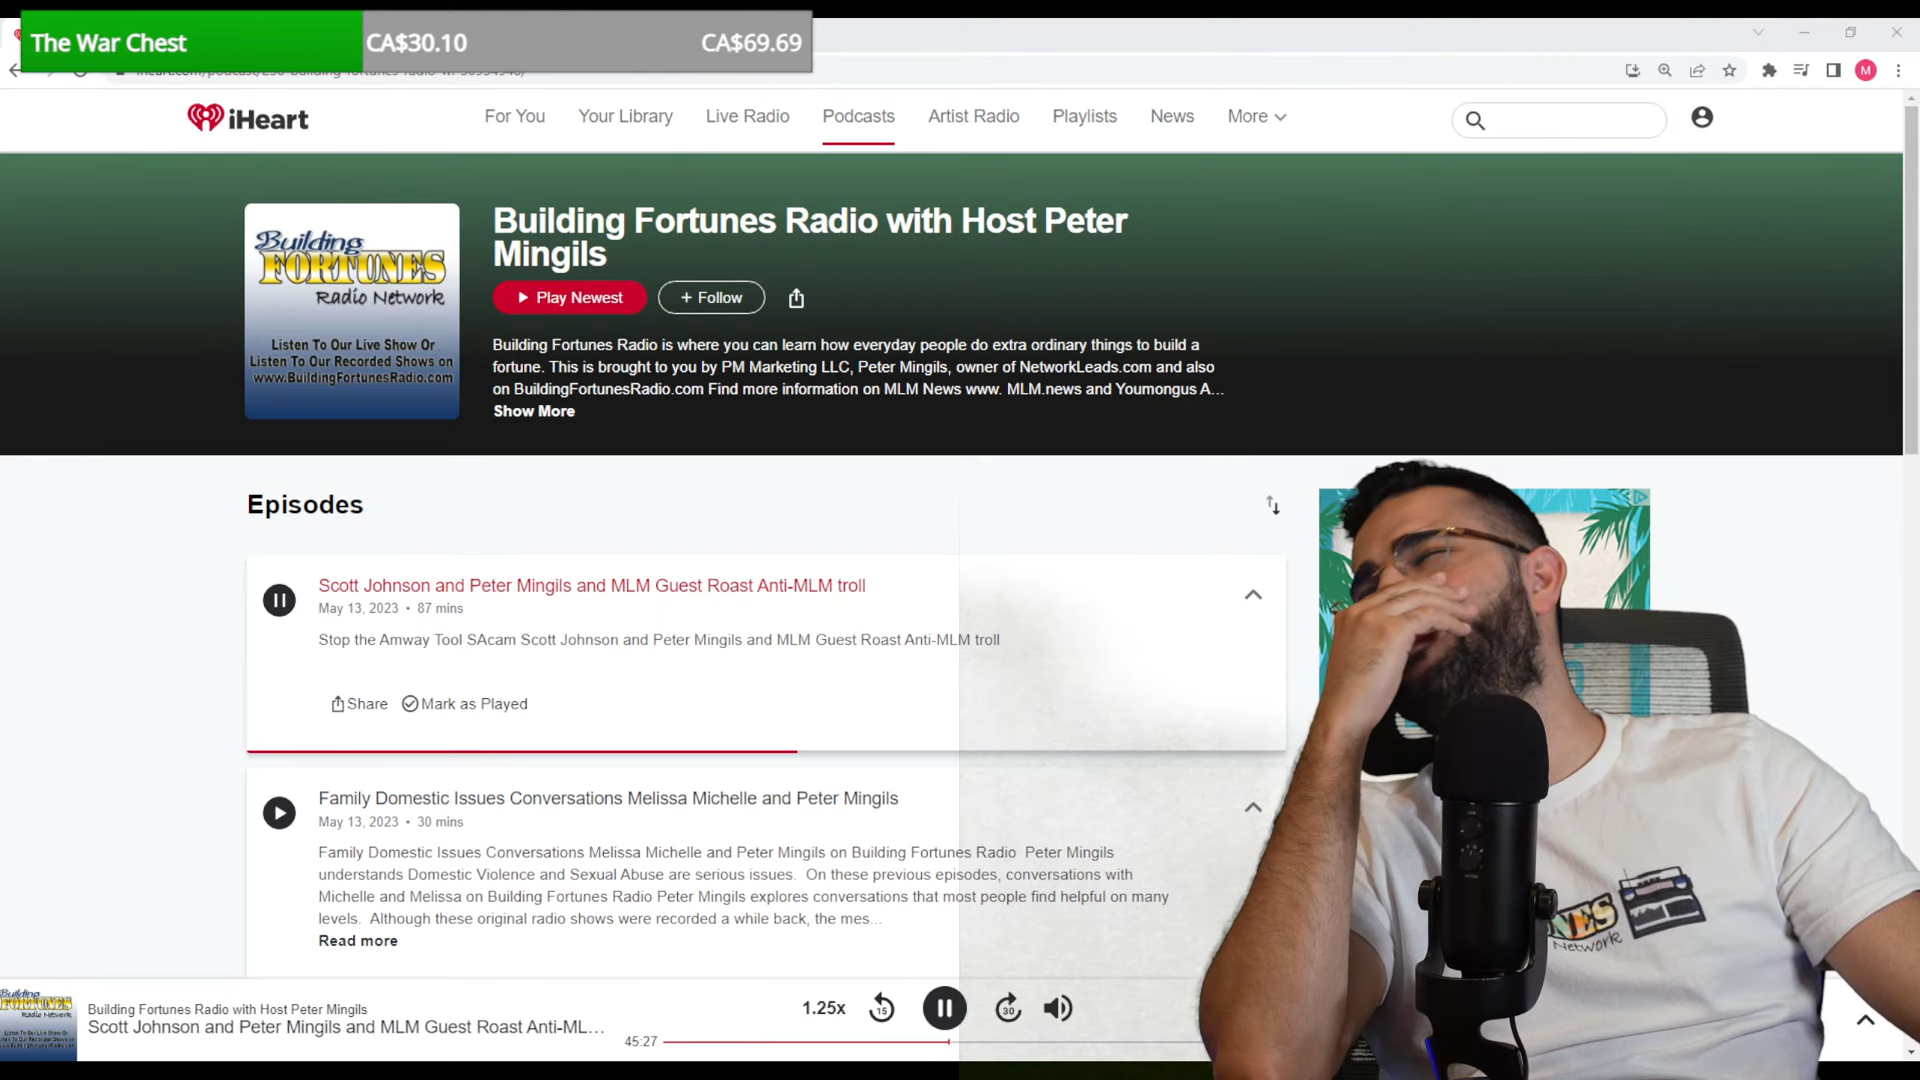 The War Chest
CA$30.10
CA$69.69
M
iHeart
For You
Your Library
Live Radio
Podcasts
Artist Radio
Playlists
News
More
Building
FORTUNES
Radio Network
Listen To Our Live Show Or
Listen To Our Recorded Shows on
www.BuildingFortunesRadio.com
Building Fortunes Radio with Host Peter
Mingils
Play Newest
+ Follow
Building Fortunes Radio is where you can learn how everyday people do extra ordinary things to build a
fortune. This is brought to you by PM Marketing LLC, Peter Mingils, owner of NetworkLeads.com and also
on BuildingFortunesRadio.com Find more information on MLM News www. MLM.news and Youmongus A...
Show More
Episodes
Scott Johnson and Peter Mingils and MLM Guest Roast Anti-MLM troll
May 13, 2023 • 87 mins
Stop the Amway Tool SAcam Scott Johnson and Peter Mingils and MLM Guest Roast Anti-MLM troll
Share
Mark as Played
Family Domestic Issues Conversations Melissa Michelle and Peter Mingils
May 13, 2023 • 30 mins
Family Domestic Issues Conversations Melissa Michelle and Peter Mingils on Building Fortunes Radio Peter Mingils
understands Domestic Violence and Sexual Abuse are serious issues. On these previous episodes, conversations with
Michelle and Melissa on Building Fortunes Radio Peter Mingils explores conversations that most people find helpful on many
levels. Although these original radio shows were recorded a while back, the mes...
Read more
Network
Building
FORTUNES
Radio Network
Building Fortunes Radio with Host Peter Mingils
Scott Johnson and Peter Mingils and MLM Guest Roast Anti-ML...
1.25x
15
30
45:27